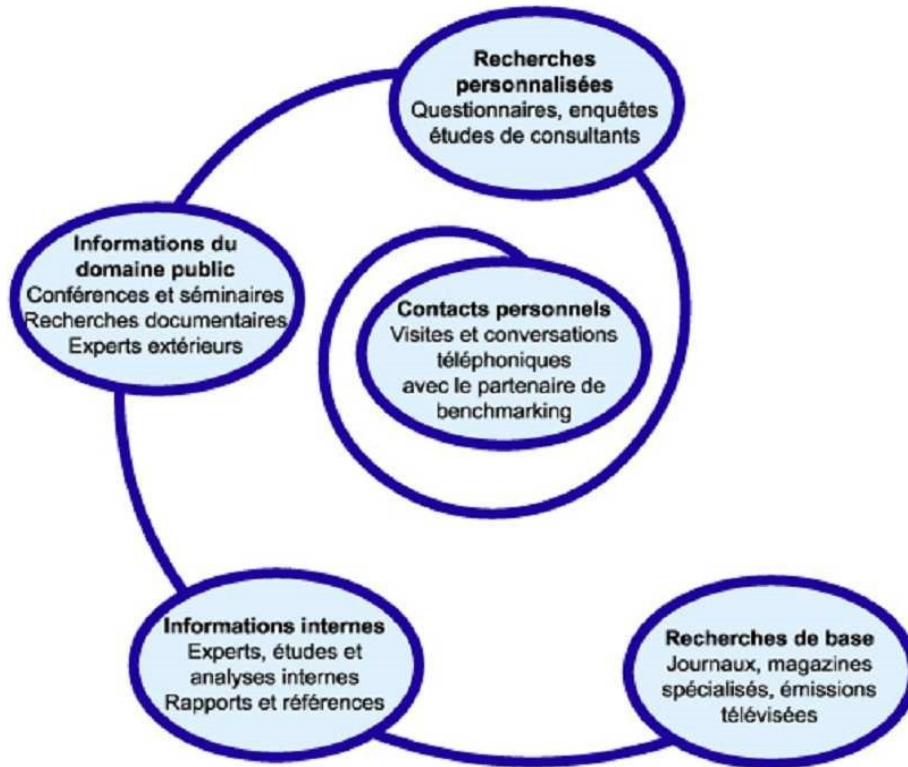 Recherches
personnalisées
Questionnaires, enquêtes
études de consultants
Informations du
domaine public
Conférences et séminaires
Recherches documentaires
Experts extérieurs
Contacts personnels
Visites et conversations
téléphoniques
avec le partenaire de
benchmarking
Informations internes
Experts, études et
analyses internes
Rapports et références
Recherches de base
Journaux, magazines
spécialisés, émissions
télévisées